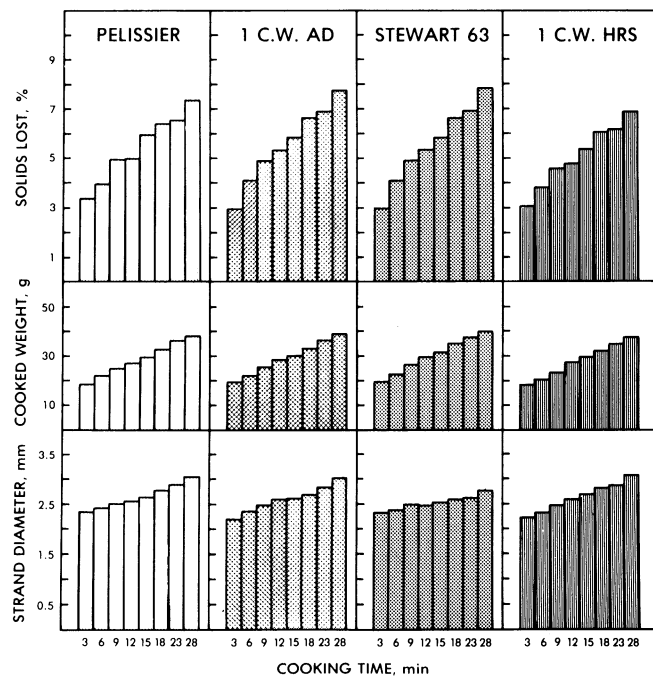 PELISSIER 1 C.W. AD STEWART 63 1 C.W. HRS
SOLIDS LOST, %
9
7
5
3
1
COOKED WEIGHT, g
50
30
10
STRAND DIAMETER, mm
3.5
2.5
1.5
0.5
3 6 9 12 15 18 23 28 3 6 9 12 15 18 23 28 3 6 9 12 15 18 23 28 3 6 9 12 15 18 23 28
COOKING TIME, min